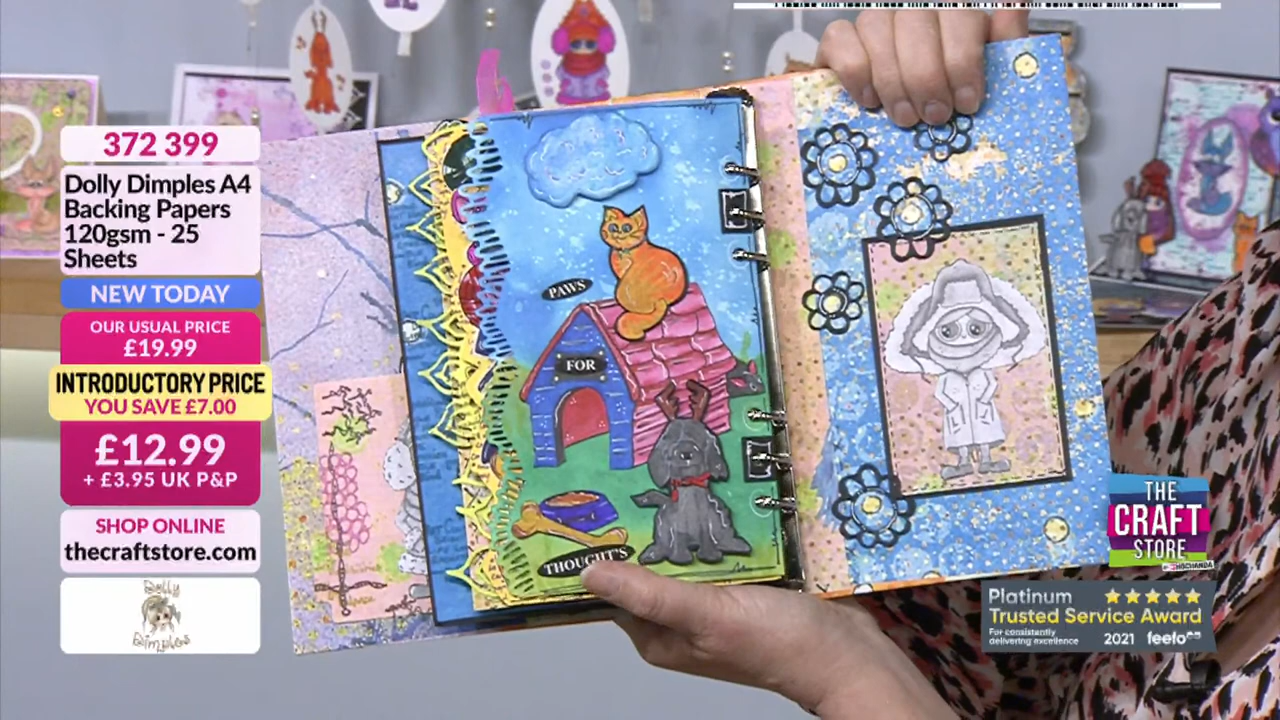 372 399
Dolly Dimples A4
Backing Papers
120gsm - 25
Sheets
NEW TODAY
OUR USUAL PRICE
£19.99
INTRODUCTORY PRICE
YOU SAVE £7.00
£12.99
+ £3.95 UK P&P
SHOP ONLINE
thecraftstore.com
Dolly
Dimples
PAWS
FOR
THOUGHT'S
THE
CRAFT
STORE
HOCHANDA
Platinum
Trusted Service Award
For consistently
delivering excellence
2021 feefo